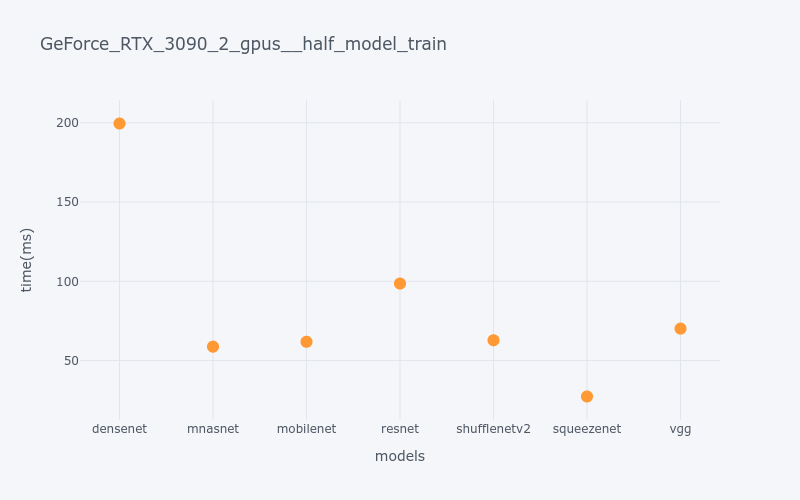 GeForce_RTX_3090_2_gpus__half_model_train
200
150
100
50
time(ms)
densenet mnasnet mobilenet resnet shufflenetv2 squeezenet vgg
models